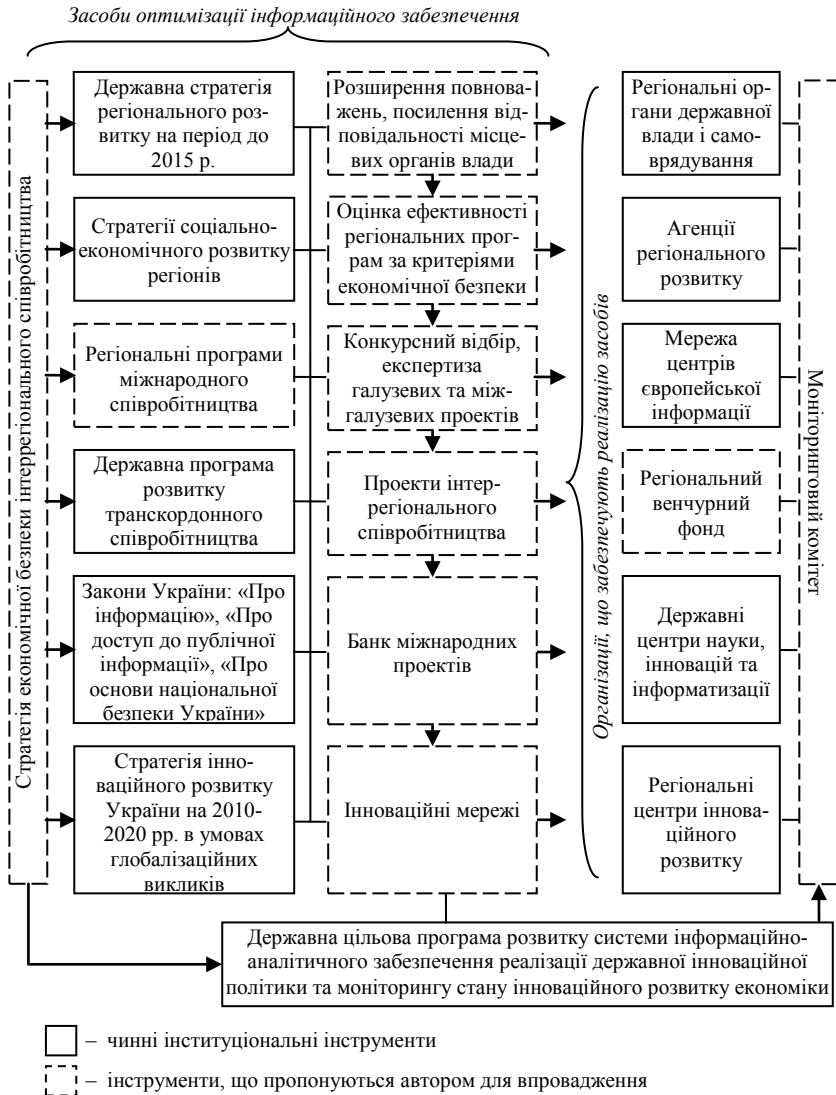 Засоби оптимізації інформаційного забезпечення
Стратегія економічної безпеки інтеррегіонального співробітництва
Державна стратегія
регіонального роз-
витку на період до
2015 р.
Стратегії соціально-
економічного розвитку
регіонів
Регіональні програми
міжнародного
співробітництва
Державна програма
розвитку
транскордонного
співробітництва
Закони України: «Про
інформацію», «Про
доступ до публічної
інформації», «Про
основи національної
безпеки України»
Стратегія інно-
ваційного розвитку
України на 2010-
2020 рр. в умовах
глобалізаційних
викликів
Розширення повнова-
жень, посилення від-
повідальності місце-
вих органів влади
Оцінка ефективності
регіональних прог-
рам за критеріями
економічної безпеки
Конкурсний відбір,
експертиза
галузевих та між-
галузевих проектів
Проекти інтер-
регіонального
співробітництва
Банк міжнародних
проектів
Інноваційні мережі
Організації, що забезпечують реалізацію засобів
Регіональні ор-
гани державної
влади і само-
врядування
Агенції
регіонального
розвитку
Мережа
центрів
європейської
інформації
Регіональний
венчурний
фонд
Державні
центри науки,
інновацій та
інформатизації
Регіональні
центри іннова-
ційного
розвитку
Моніторинговий комітет
Державна цільова програма розвитку системи інформаційно-
аналітичного забезпечення реалізації державної інноваційної
політики та моніторингу стану інноваційного розвитку економіки
– чинні інституціональні інструменти
– інструменти, що пропонуються автором для впровадження